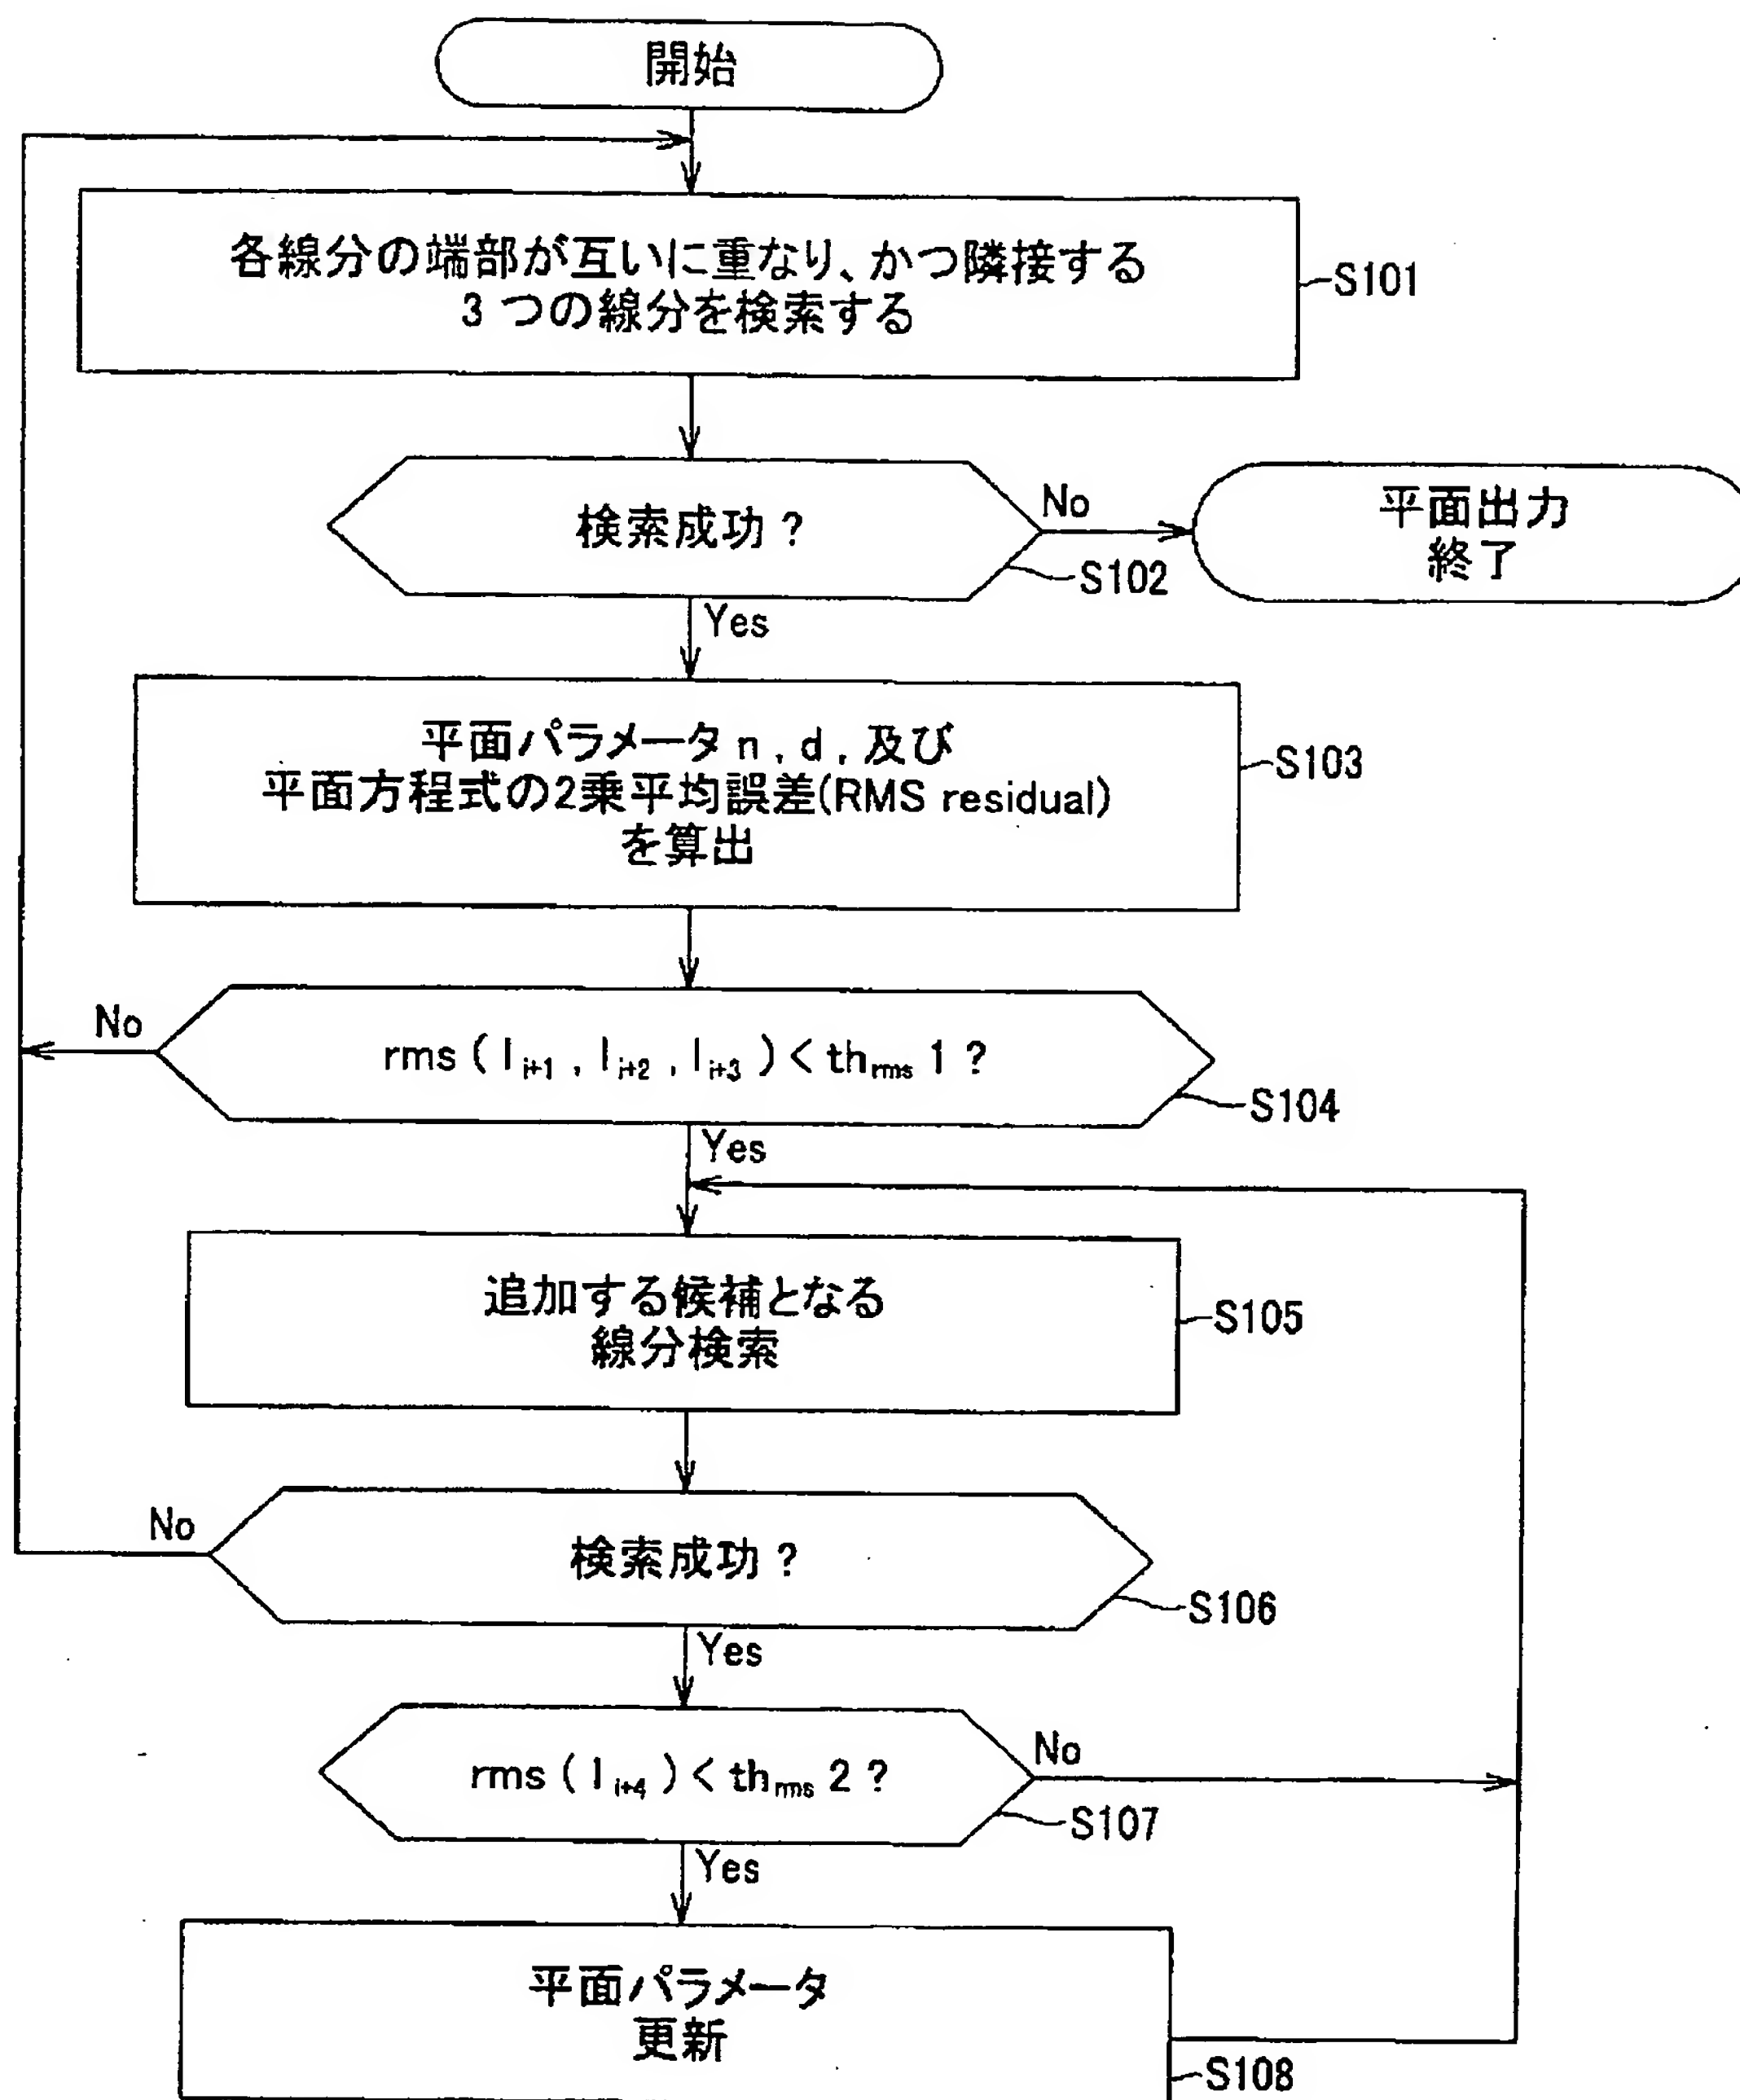 開始
各線分の端部が互いに重なり、かつ隣接する
3つの線分を検索する
S101
検索成功?
No
S102
平面出力
終了
Yes
平面パラメータn, d, 及び
平面方程式の2乗平均誤差(RMS residual)
を算出
S103
No
rms ( l i+1 , l i+2 , l i+3 ) < th rms 1 ?
S104
Yes
追加する候補となる
線分検索
S105
No
検索成功?
S106
Yes
rms ( l i+4 ) < th rms 2 ?
No
S107
Yes
平面パラメータ
更新
S108